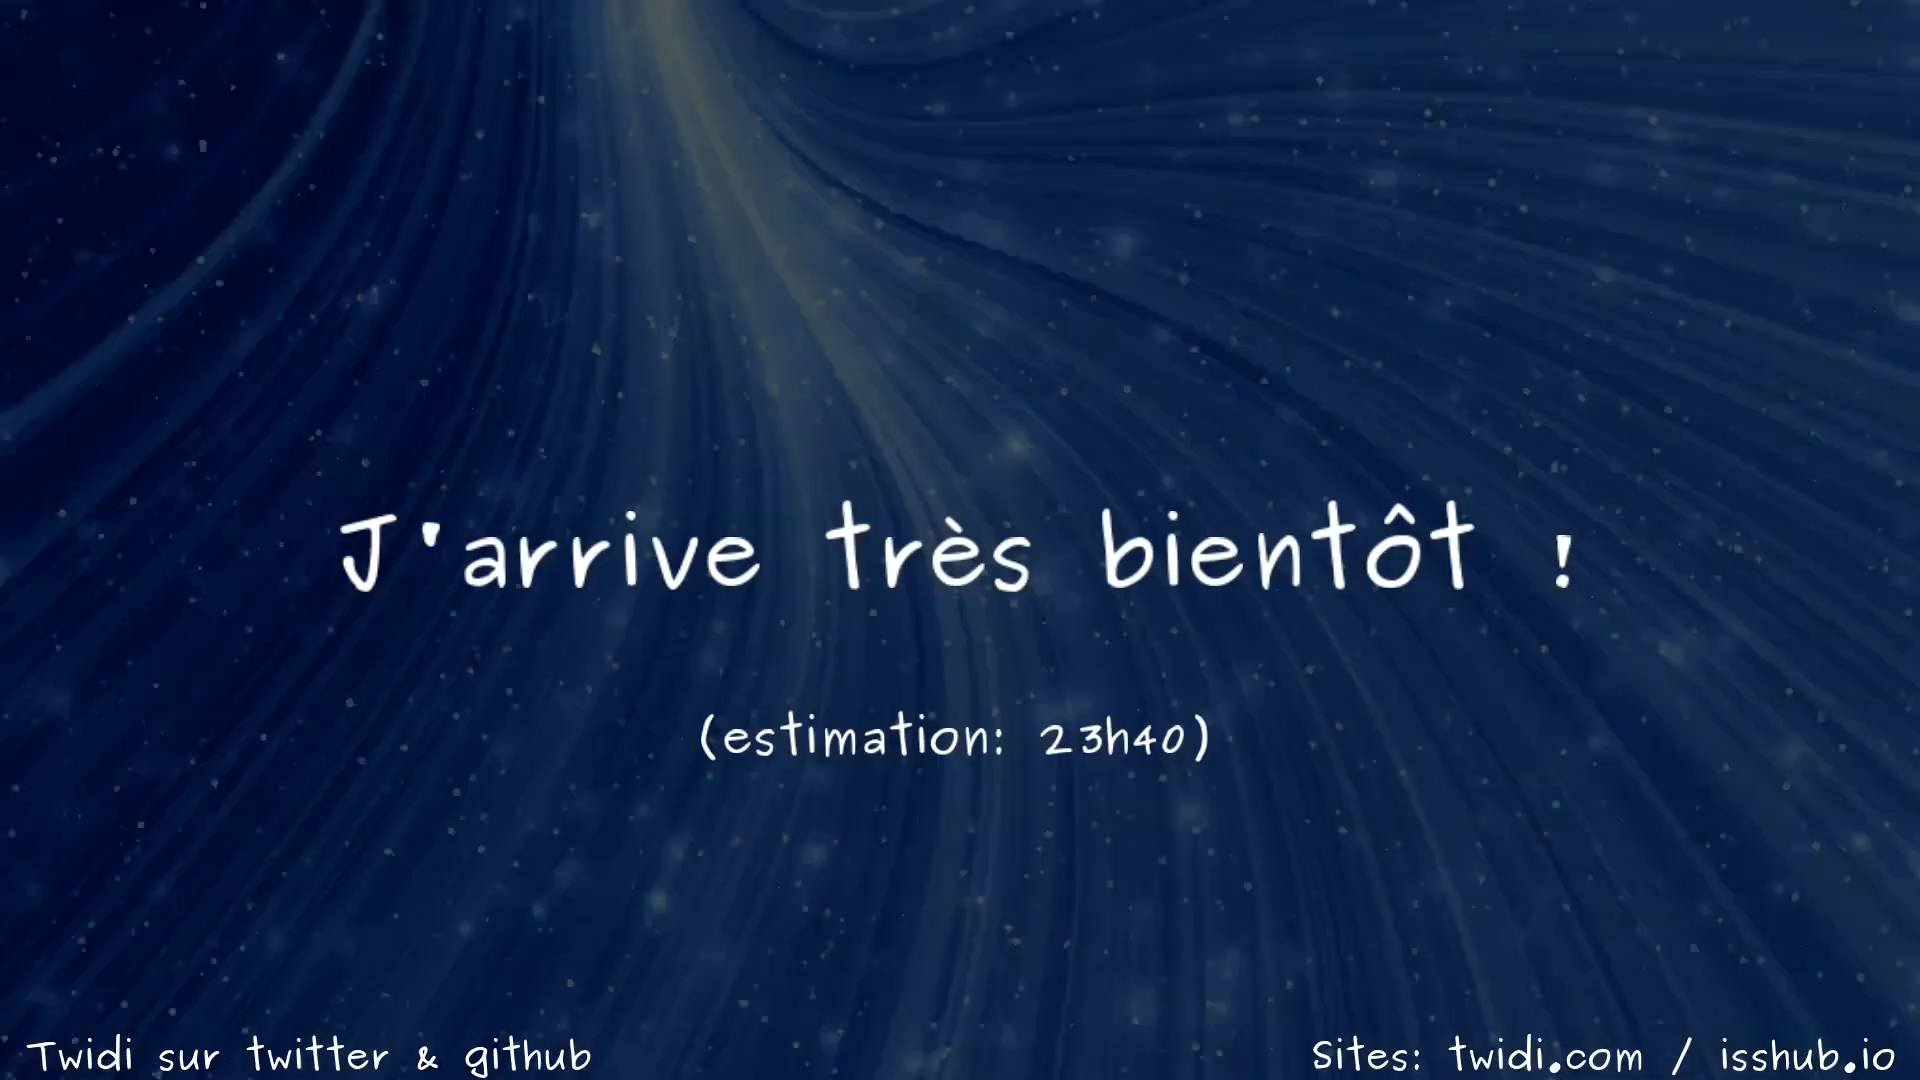 J'arrive très bientôt !
(estimation: 23h40)
Twidi sur twitter & github
Sites: twidi.com / isshub.io